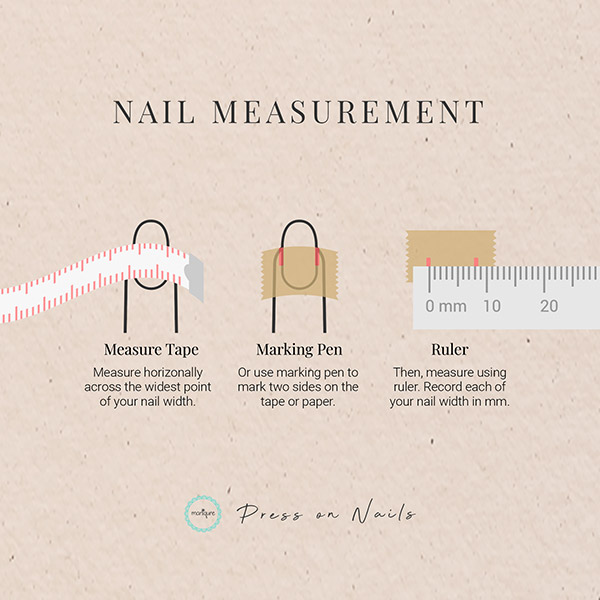 NAIL MEASUREMENT
0 mm 10 20
Measure Tape
Measure horizonally
across the widest point
of your nail width.
Marking Pen
Or use marking pen to
mark two sides on the
tape or paper.
Ruler
Then, measure using
ruler. Record each of
your nail width in mm.
maniqure
Press on Nails